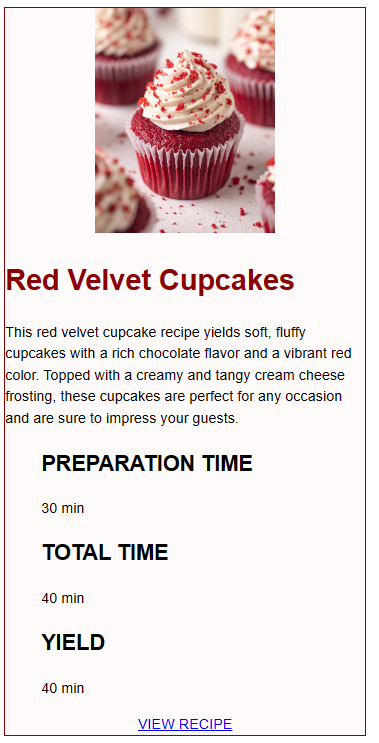 Red Velvet Cupcakes
This red velvet cupcake recipe yields soft, fluffy
cupcakes with a rich chocolate flavor and a vibrant red
color. Topped with a creamy and tangy cream cheese
frosting, these cupcakes are perfect for any occasion
and are sure to impress your guests.
PREPARATION TIME
30 min
TOTAL TIME
40 min
YIELD
40 min
VIEW RECIPE